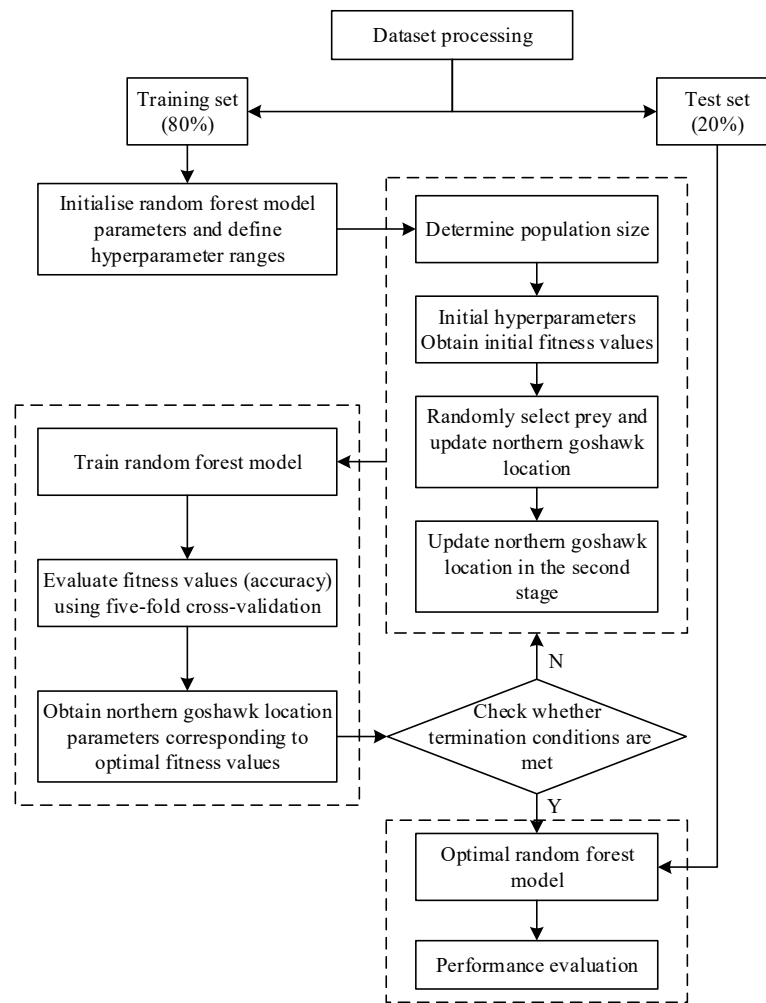 Dataset processing
Training set
(80%)
Test set
(20%)
Initialise random forest model
parameters and define
hyperparameter ranges
Determine population size
Initial hyperparameters
Obtain initial fitness values
Randomly select prey and
update northern goshawk
location
Update northern goshawk
location in the second
stage
Train random forest model
Evaluate fitness values (accuracy)
using five-fold cross-validation
Obtain northern goshawk location
parameters corresponding to
optimal fitness values
N
Check whether
termination conditions are
met
Y
Optimal random forest
model
Performance evaluation